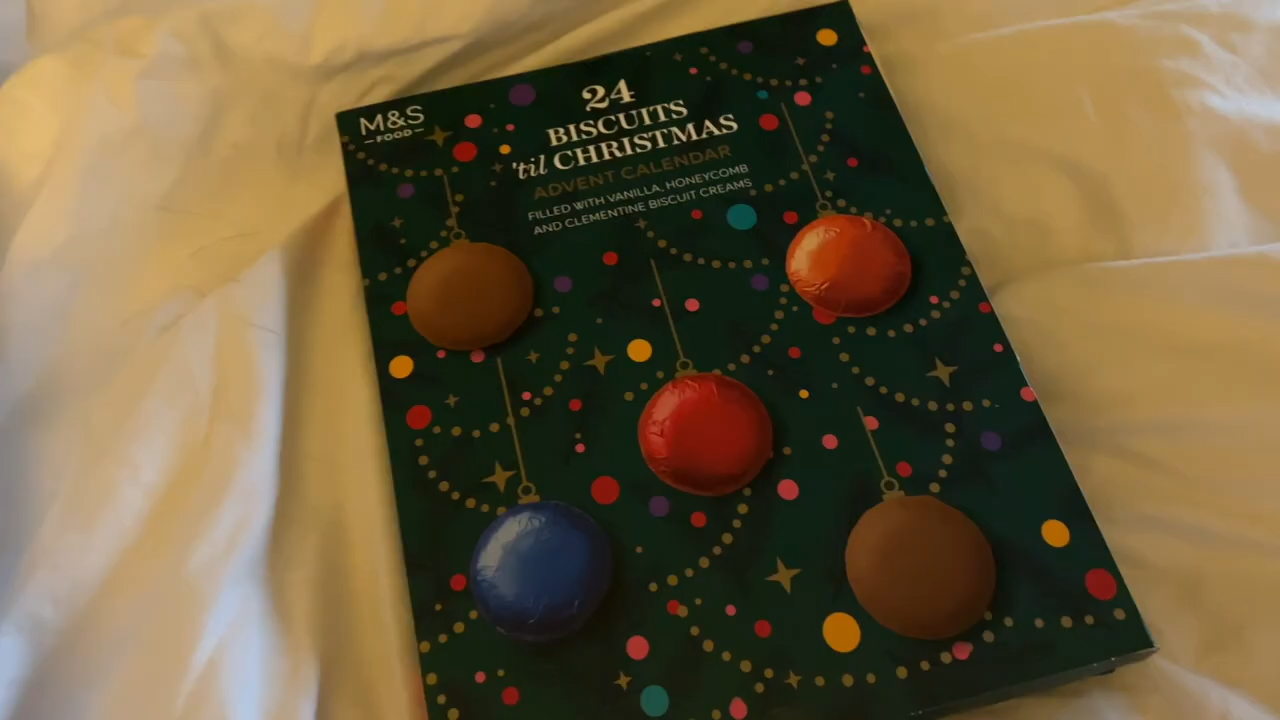 M&S
—FOOD—
24
BISCUITS
'til CHRISTMAS
ADVENT CALENDAR
FILLED WITH VANILLA, HONEYCOMB
AND CLEMENTINE BISCUIT CREAMS